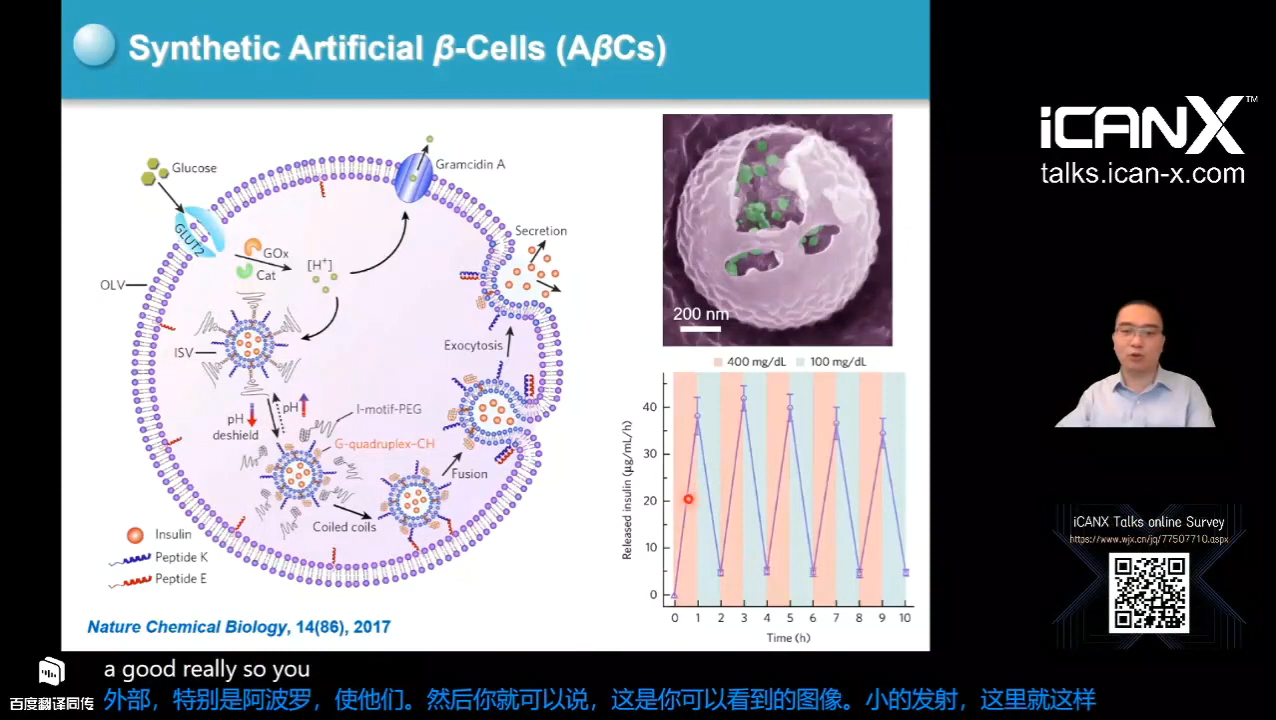 Synthetic Artificial β-Cells (AβCs)
iCANX™
talks.ican-x.com
Glucose
Gramcidin A
GLUT2
GOx
Cat
[H⁺]
Secretion
OLV
ISV
Exocytosis
pH
deshield
pH
I-motif-PEG
G-quadruplex-CH
Fusion
Coiled coils
Insulin
Peptide K
Peptide E
200 nm
400 mg/dL 100 mg/dL
Released insulin (μg/mL/h)
40
30
20
10
0
0 1 2 3 4 5 6 7 8 9 10
Time (h)
Nature Chemical Biology, 14(86), 2017
iCANX Talks online Survey
https://www.wjx.cn/jq/77507710.aspx
a good really so you
百度翻译同传
外部，特别是阿波罗，使他们。然后你就可以说，这是你可以看到的图像。小的发射，这里就这样